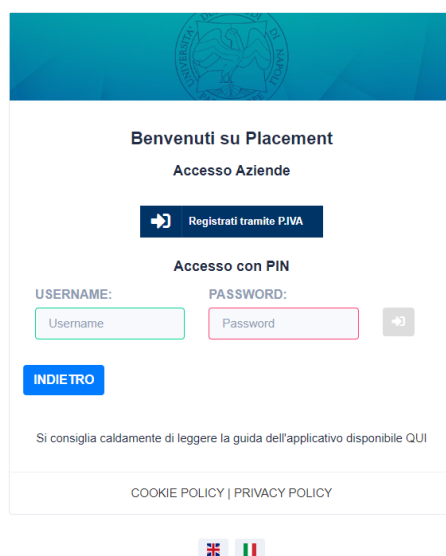 Benvenuti su Placement
Accesso Aziende
Registrati tramite P.IVA
Accesso con PIN
USERNAME: PASSWORD:
Username Password
INDIETRO
Si consiglia caldamente di leggere la guida dell'applicativo disponibile QUI
COOKIE POLICY | PRIVACY POLICY